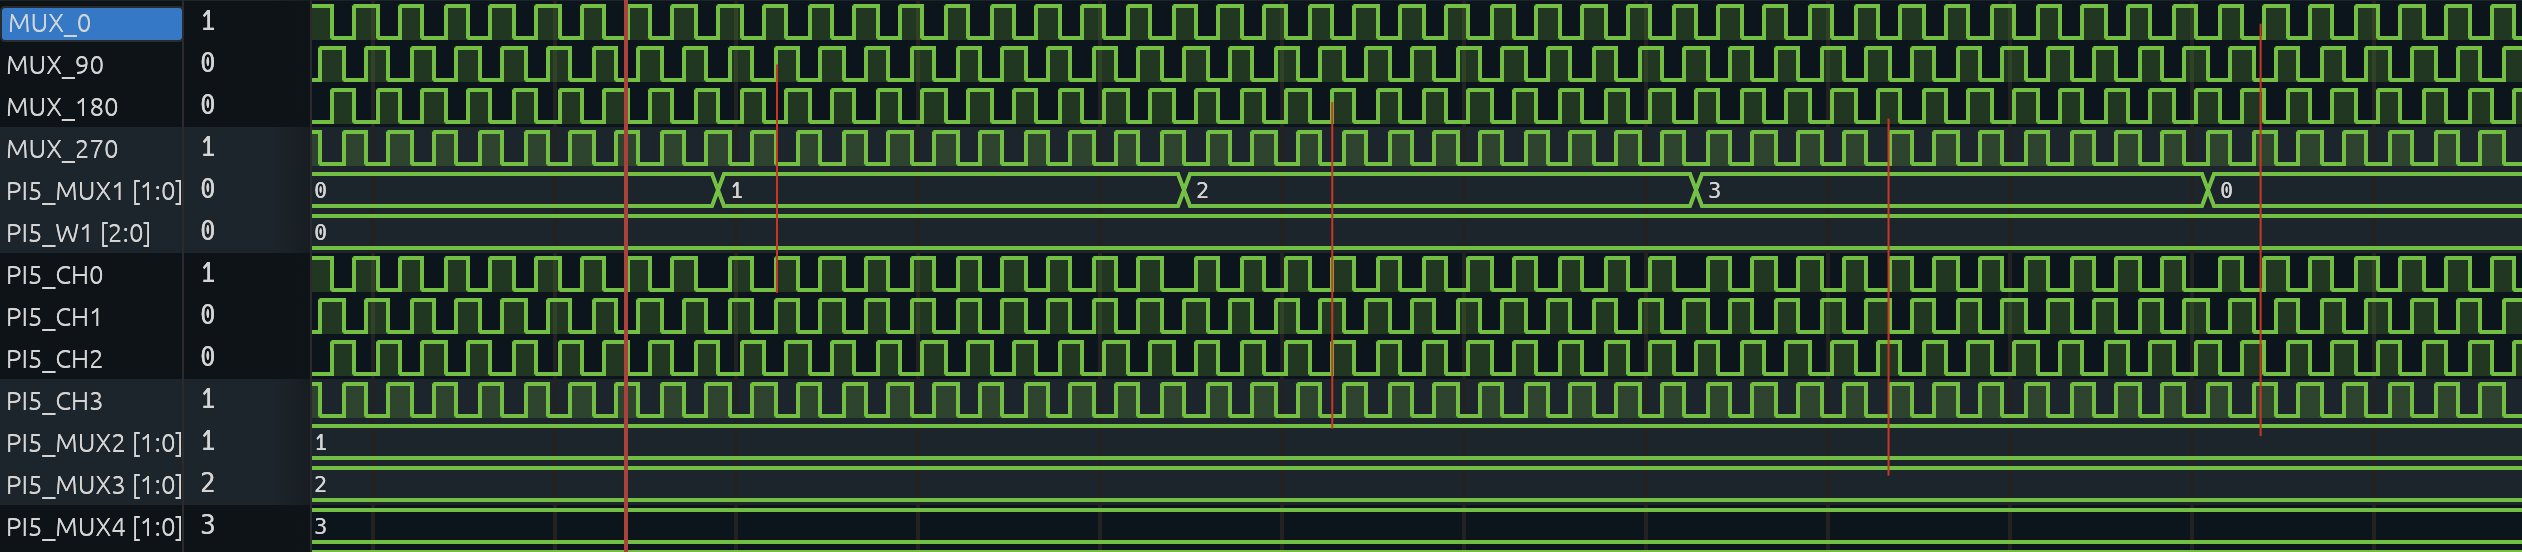 MUX_0 1
MUX_90 0
MUX_180 0
MUX_270 1
PI5_MUX1 [1:0] 0 0 1 2 3 0
PI5_W1 [2:0] 0 0
PI5_CH0 1
PI5_CH1 0
PI5_CH2 0
PI5_CH3 1
PI5_MUX2 [1:0] 1 1
PI5_MUX3 [1:0] 2 2
PI5_MUX4 [1:0] 3 3